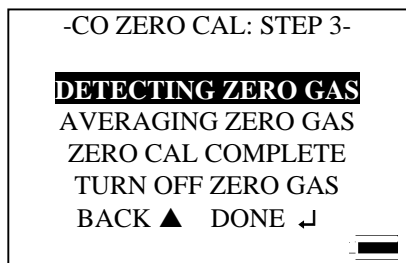 -CO ZERO CAL: STEP 3-
DETECTING ZERO GAS
AVERAGING ZERO GAS
ZERO CAL COMPLETE
TURN OFF ZERO GAS
BACK ▲ DONE ↵